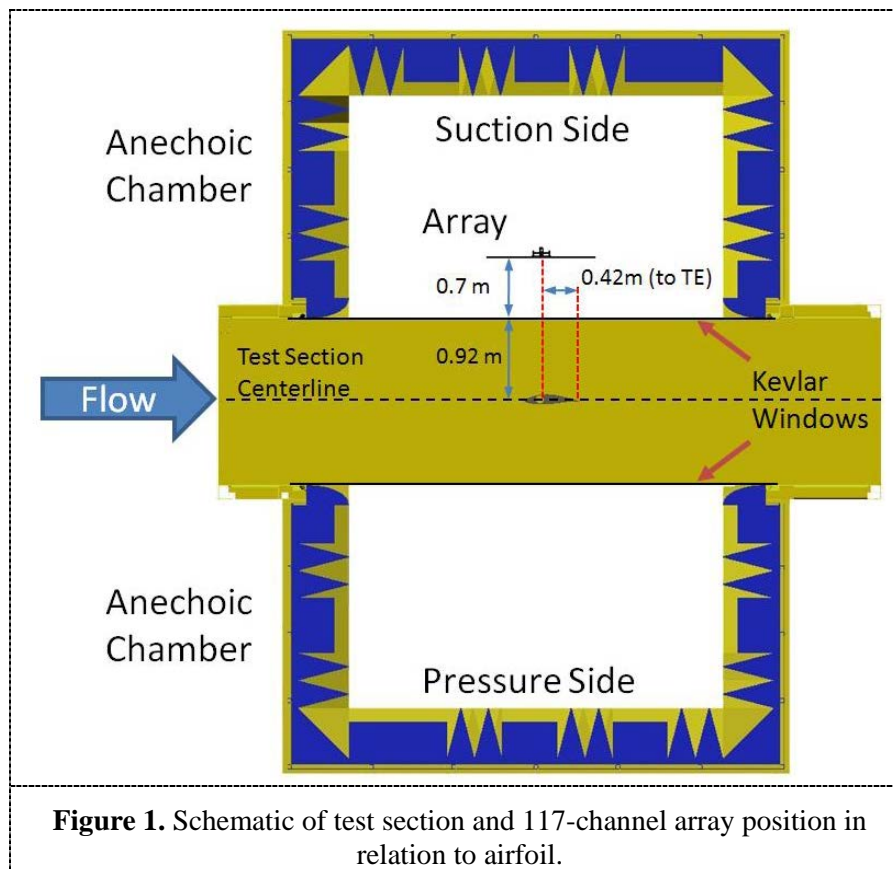 Suction Side
Anechoic
Chamber
Array
0.7 m
0.42m (to TE)
0.92 m
Test Section
Centerline
Flow
Kevlar
Windows
Anechoic
Chamber
Pressure Side
Figure 1. Schematic of test section and 117-channel array position in
relation to airfoil.